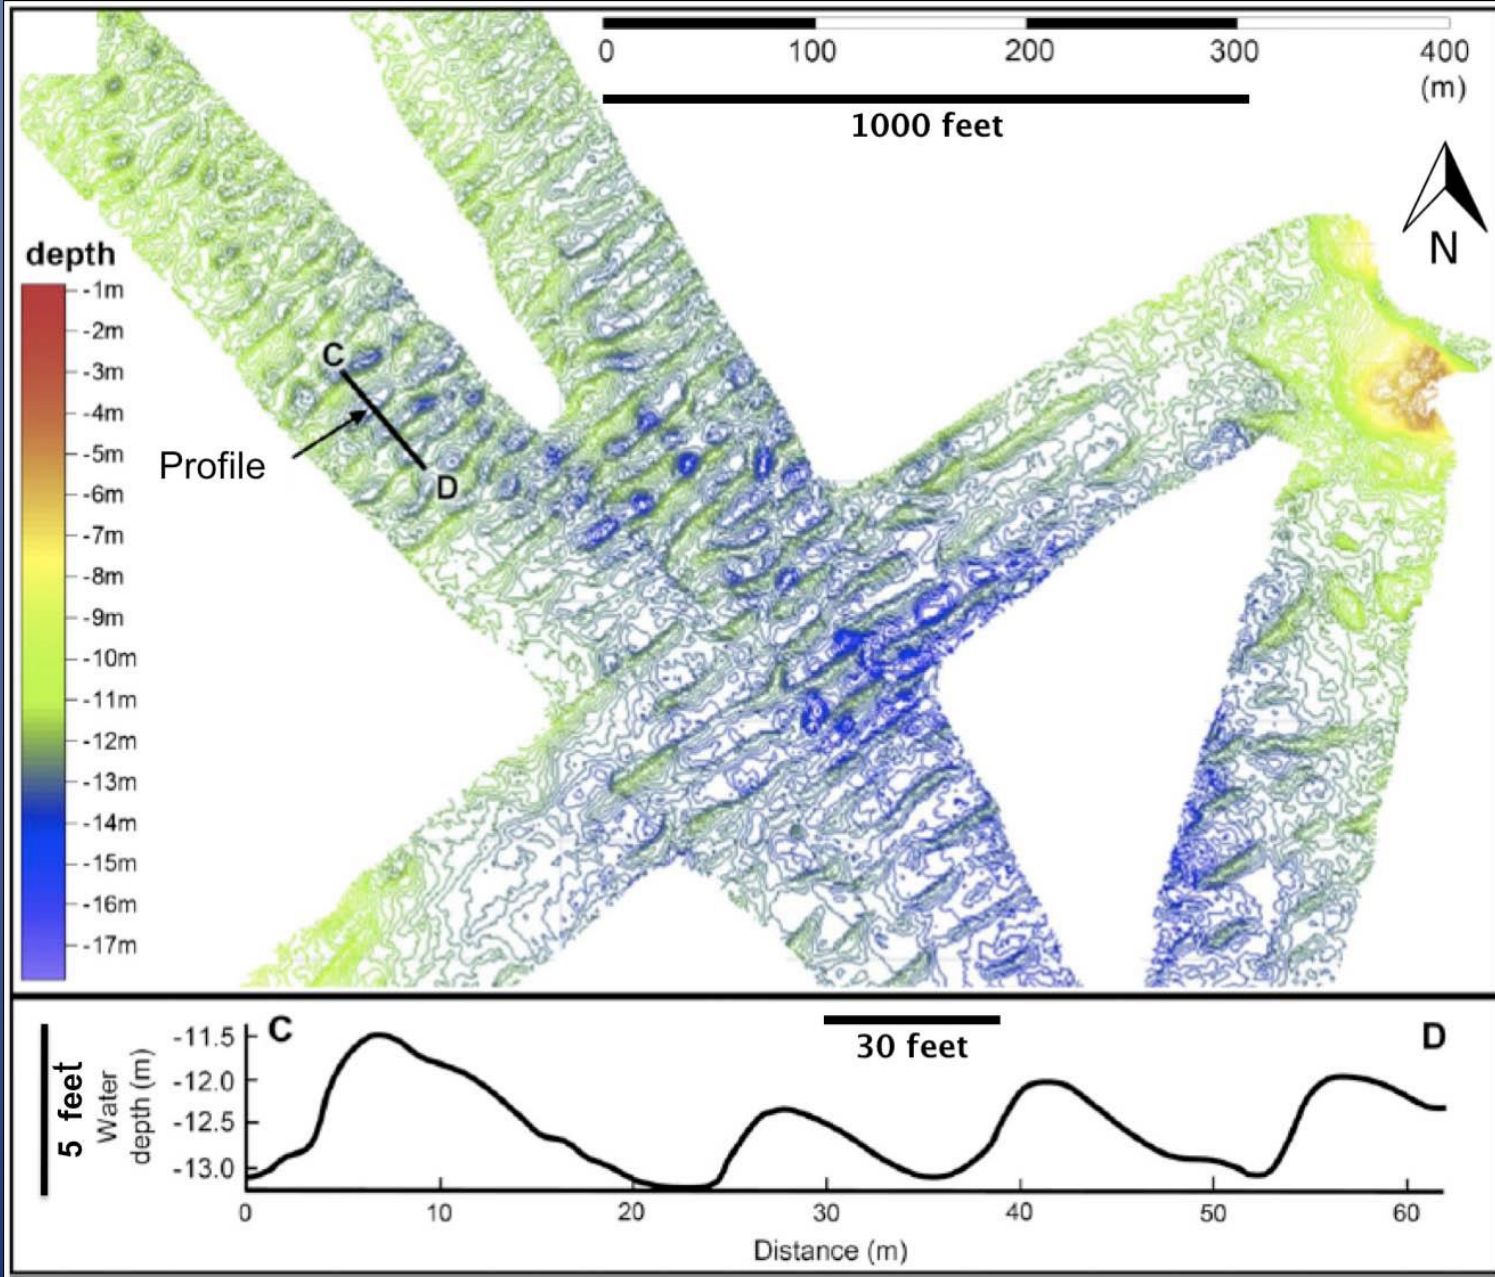 0 100 200 300 400
(m)
1000 feet
N
depth
-1m
-2m
-3m
-4m
-5m
-6m
-7m
-8m
-9m
-10m
-11m
-12m
-13m
-14m
-15m
-16m
-17m
C
Profile
D
C
D
30 feet
5 feet
Water
depth (m)
-11.5
-12.0
-12.5
-13.0
0 10 20 30 40 50 60
Distance (m)